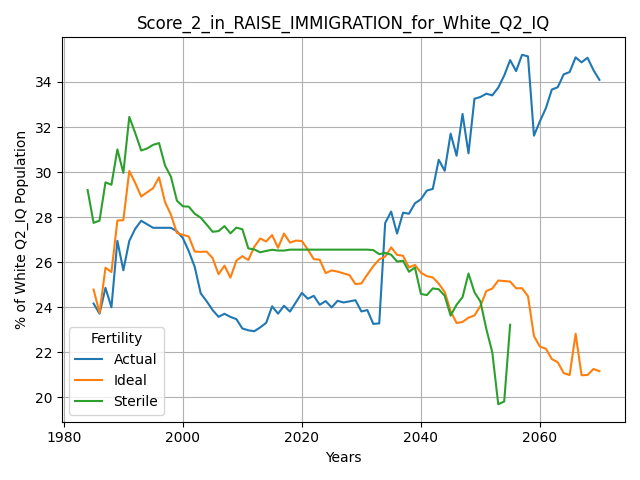 Score_2_in_RAISE_IMMIGRATION_for_White_Q2_IQ
% of White Q2_IQ Population
34
32
30
28
26
24
22
20
Fertility
Actual
Ideal
Sterile
1980 2000 2020 2040 2060
Years